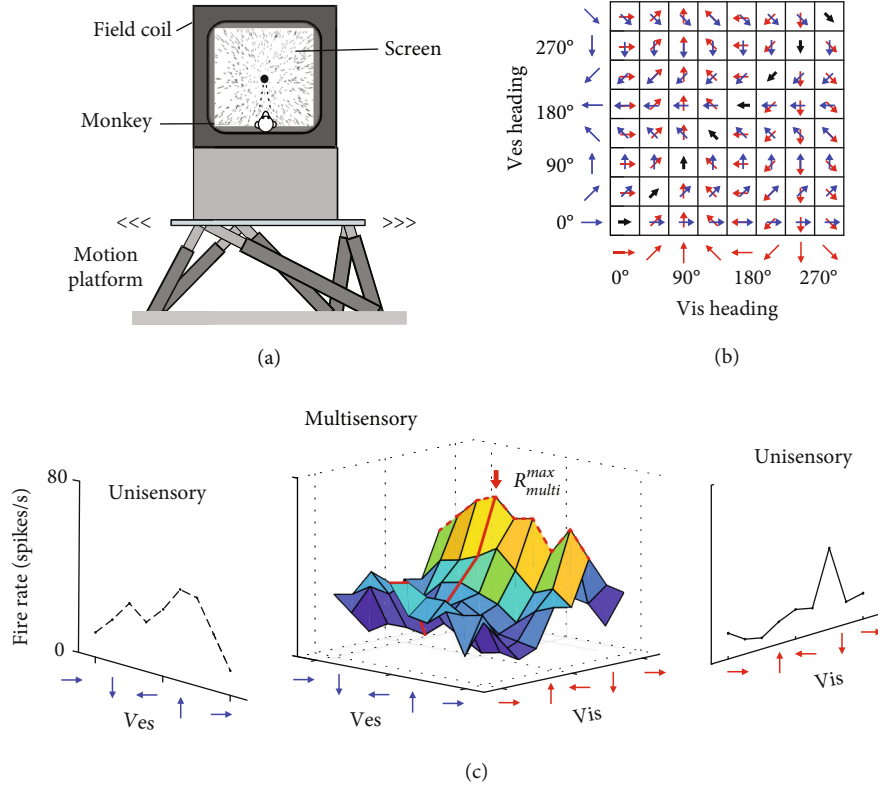 Field coil
Screen
Monkey
<<<
>>>
Motion
platform
(a)
Ves heading
270°
180°
90°
0°
0°
90°
180°
270°
Vis heading
(b)
Multisensory
80
Unisensory
Fire rate (spikes/s)
0
Ves
R^{max}_{multi}
Ves
Vis
Unisensory
Vis
(c)